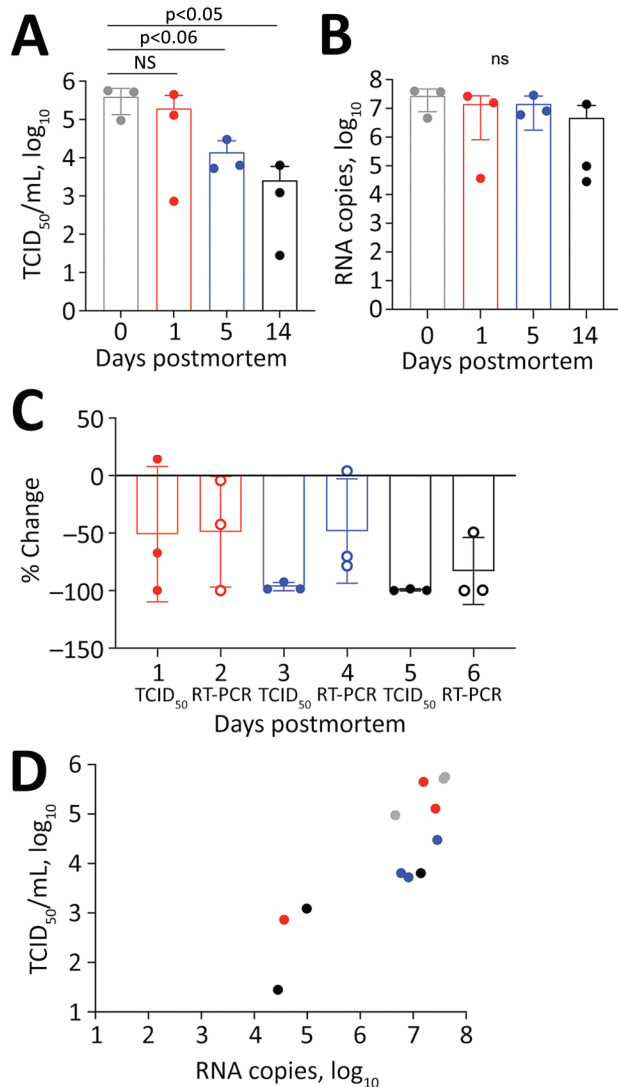 A
p<0.05
p<0.06
NS
6
5
4
3
2
1
0
TCID50/mL, log10
0 1 5 14
Days postmortem
B
ns
8
7
6
5
4
3
2
1
0
RNA copies, log10
0 1 5 14
Days postmortem
C
50
0
−50
−100
−150
% Change
1 2 3 4 5 6
TCID50 RT-PCR TCID50 RT-PCR TCID50 RT-PCR
Days postmortem
D
6
5
4
3
2
1
TCID50/mL, log10
1 2 3 4 5 6 7 8
RNA copies, log10